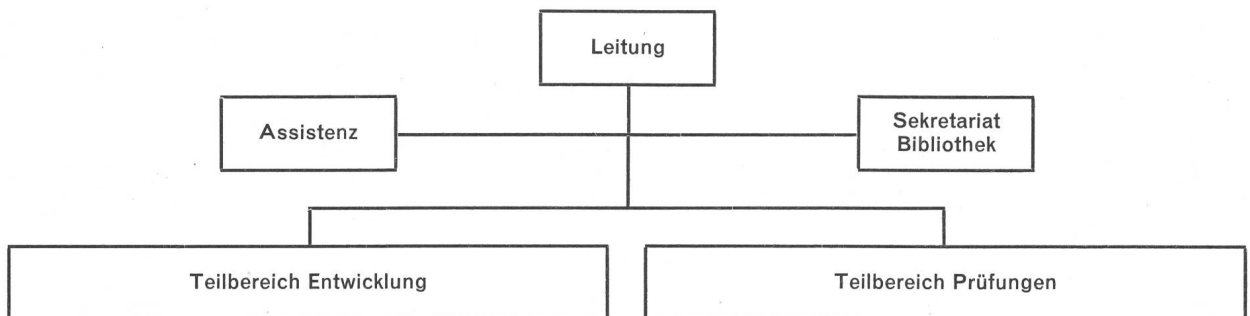 Leitung
Assistenz
Sekretariat
Bibliothek
Teilbereich Entwicklung
Teilbereich Prüfungen